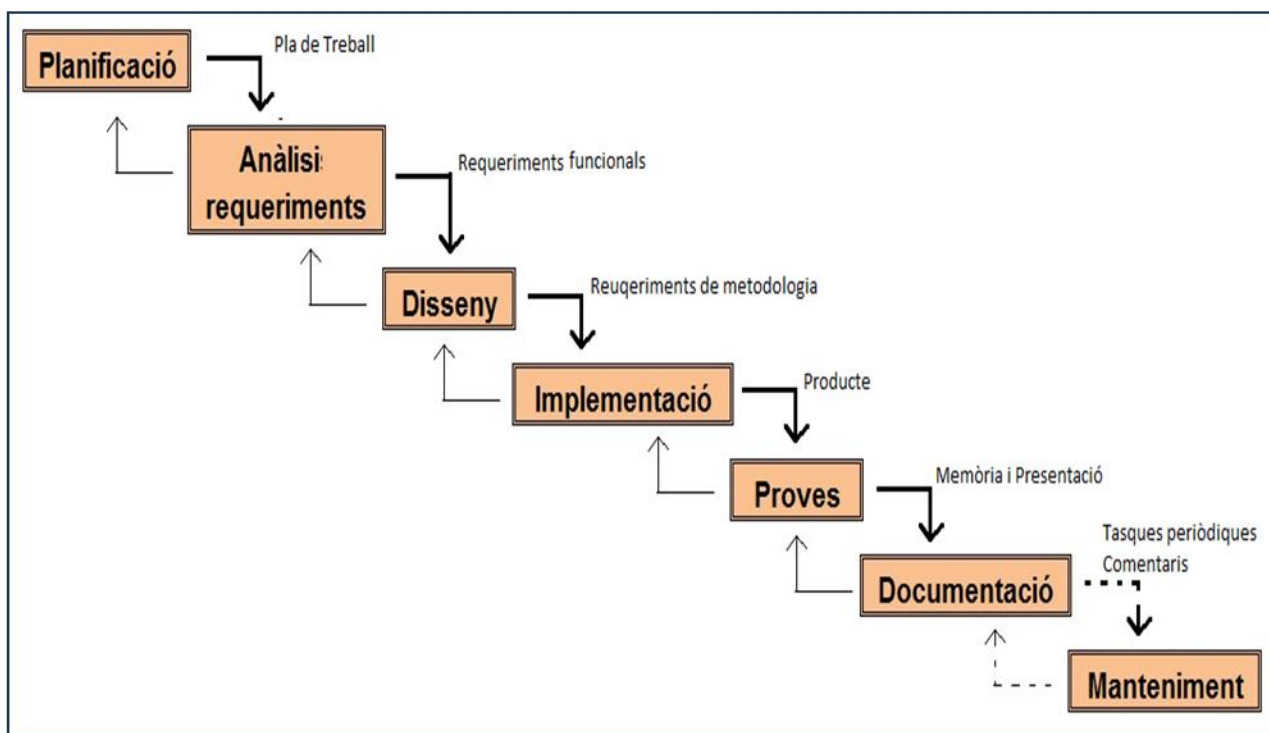 Planificació
Pla de Treball
Anàlisi
requeriments
Requeriments funcionals
Disseny
Reuqeriments de metodologia
Implementació
Producte
Proves
Memòria i Presentació
Documentació
Tasques periòdiques
Comentaris
Manteniment